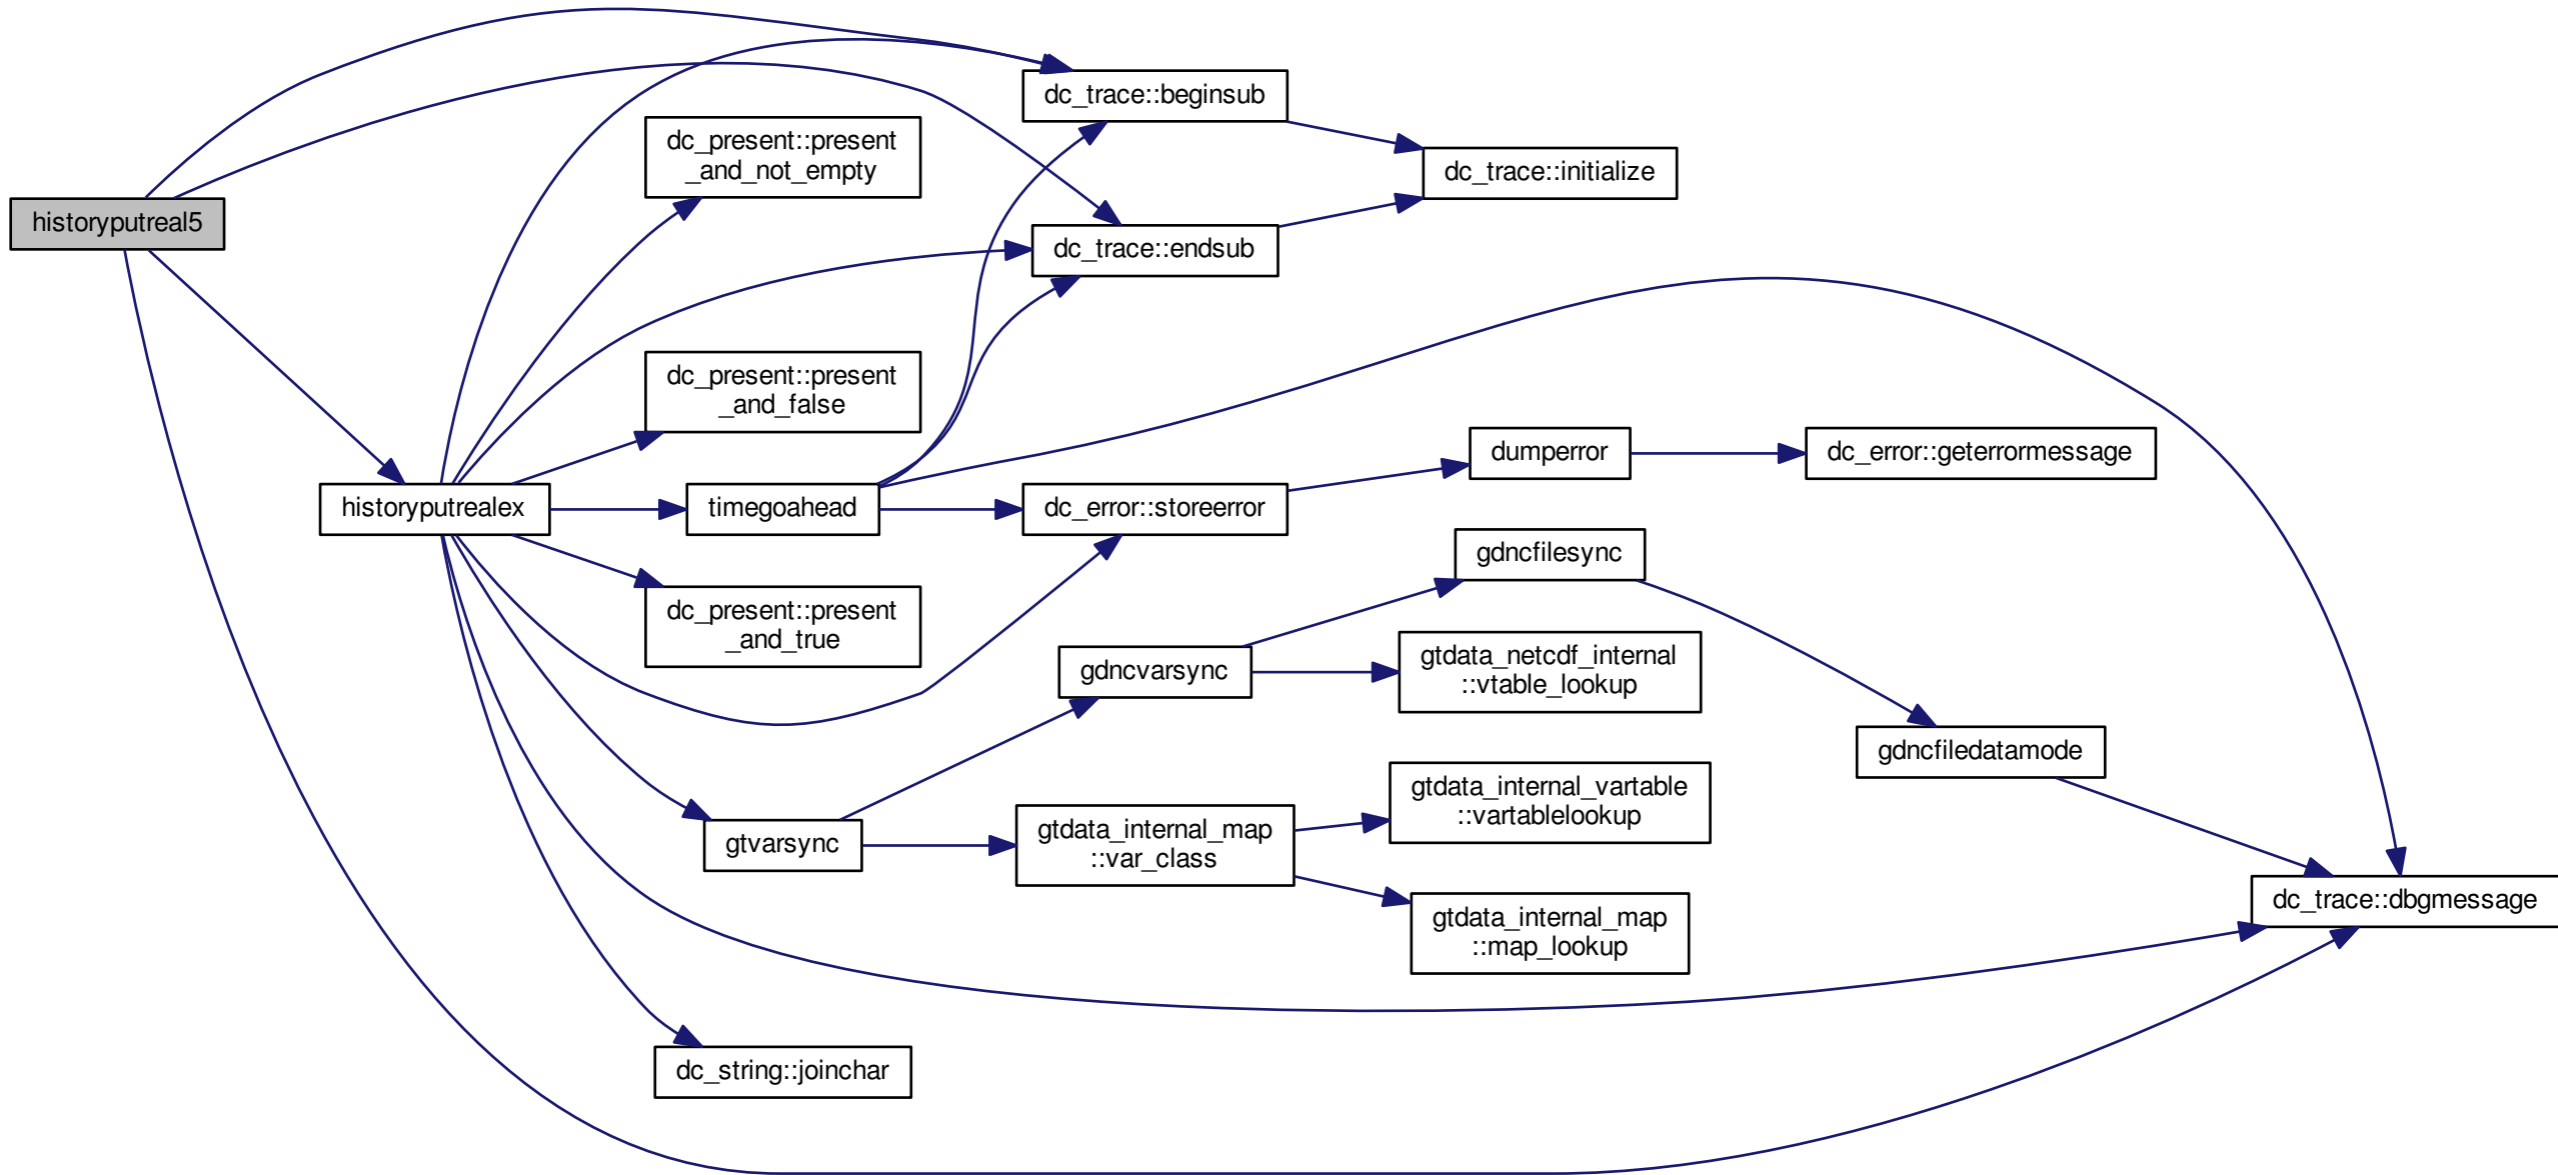 historyputreal5
dc_trace::beginsub
dc_present::present
_and_not_empty
dc_trace::initialize
dc_trace::endsub
dc_present::present
_and_false
historyputrealex
timegoahead
dc_error::storeerror
dumperror
dc_error::geterrormessage
dc_present::present
_and_true
gdncfilesync
gdncvarsync
gtdata_netcdf_internal
::vtable_lookup
gdncfiledatamode
gtvarsync
gtdata_internal_map
::var_class
gtdata_internal_vartable
::vartablelookup
gtdata_internal_map
::map_lookup
dc_trace::dbgmessage
dc_string::joinchar